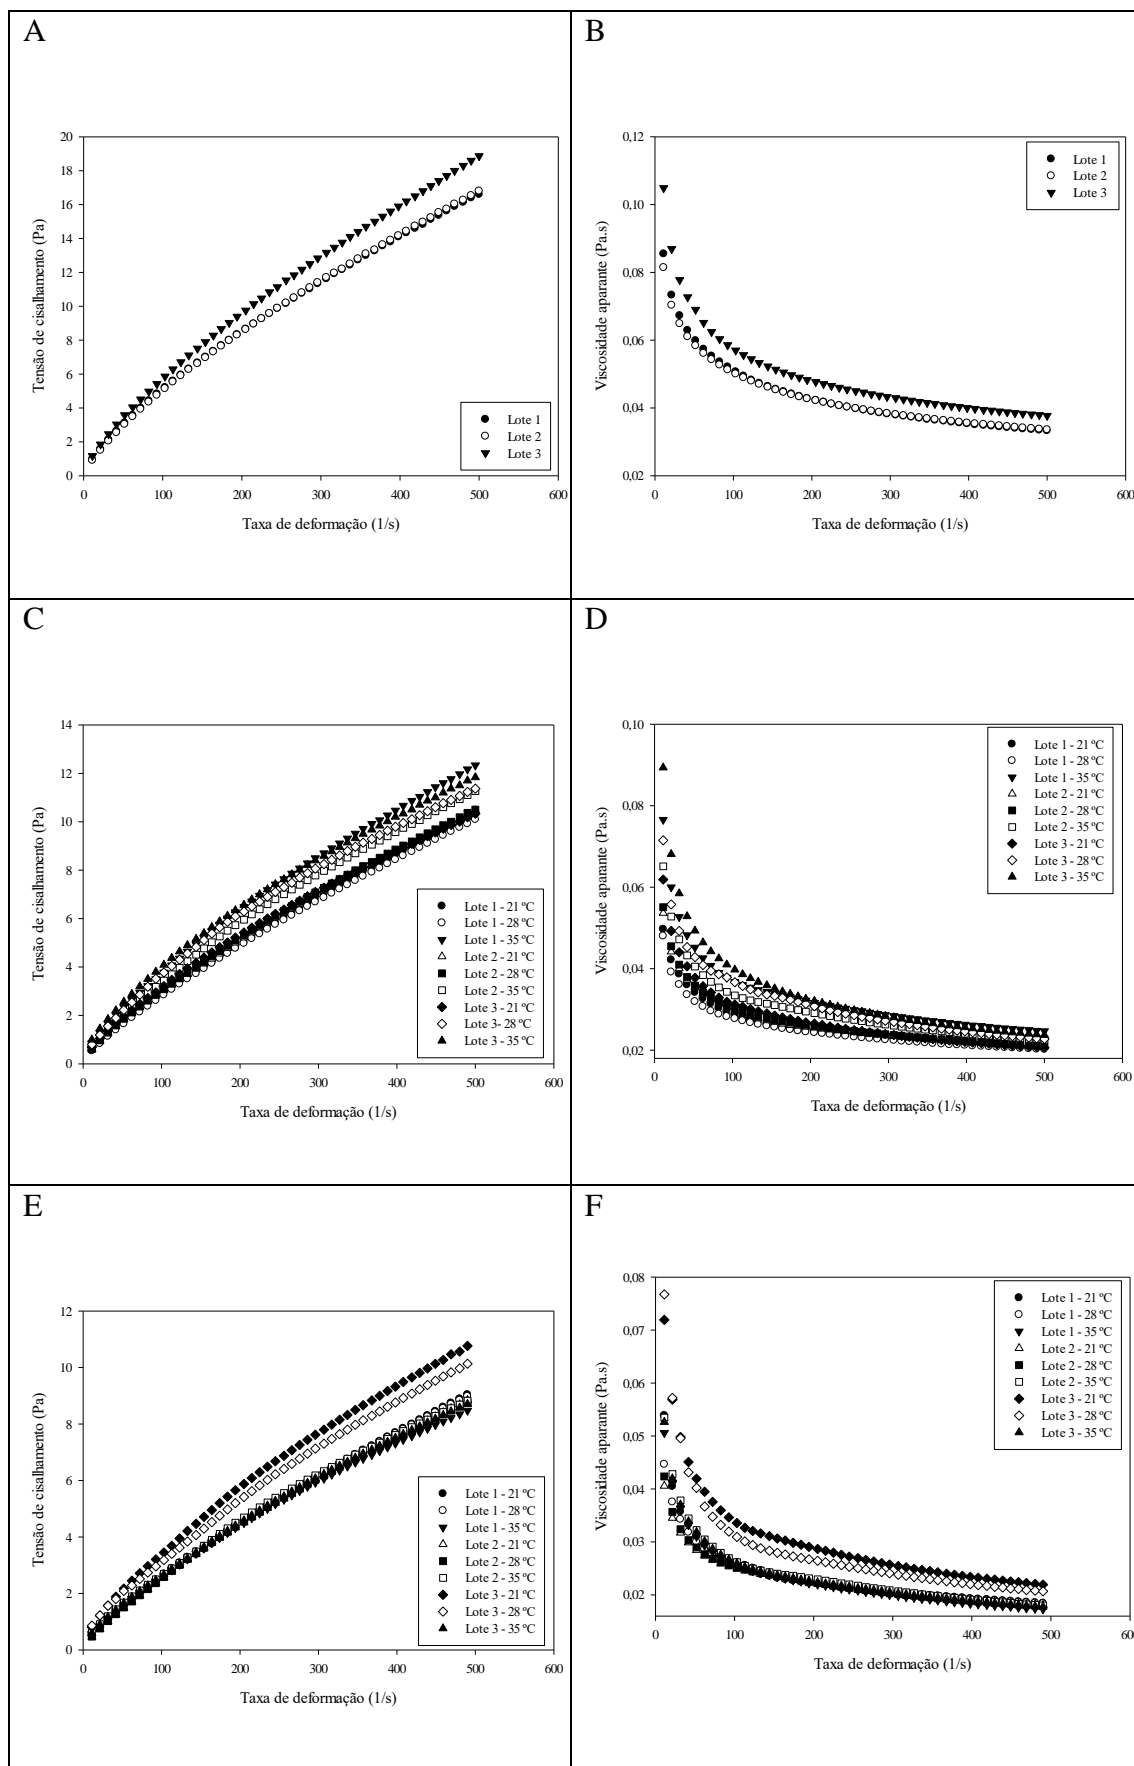 A
Tensão de cisalhamento (Pa)
20
18
16
14
12
10
8
6
4
2
0
0 100 200 300 400 500 600
Taxa de deformação (1/s)
Lote 1
Lote 2
Lote 3
B
Viscosidade aparante (Pa.s)
0,12
0,10
0,08
0,06
0,04
0,02
0 100 200 300 400 500 600
Taxa de deformação (1/s)
Lote 1
Lote 2
Lote 3
C
Tensão de cisalhamento (Pa)
14
12
10
8
6
4
2
0
0 100 200 300 400 500 600
Taxa de deformação (1/s)
Lote 1 - 21 ºC
Lote 1 - 28 ºC
Lote 1 - 35 ºC
Lote 2 - 21 ºC
Lote 2 - 28 ºC
Lote 2 - 35 ºC
Lote 3 - 21 ºC
Lote 3- 28 ºC
Lote 3 - 35 ºC
D
Viscosidade aparante (Pa.s)
0,10
0,08
0,06
0,04
0,02
0 100 200 300 400 500 600
Taxa de deformação (1/s)
Lote 1 - 21 ºC
Lote 1 - 28 ºC
Lote 1 - 35 ºC
Lote 2 - 21 ºC
Lote 2 - 28 ºC
Lote 2 - 35 ºC
Lote 3 - 21 ºC
Lote 3 - 28 ºC
Lote 3 - 35 ºC
E
Tensão de cisalhamento (Pa)
12
10
8
6
4
2
0
0 100 200 300 400 500 600
Taxa de deformação (1/s)
Lote 1 - 21 ºC
Lote 1 - 28 ºC
Lote 1 - 35 ºC
Lote 2 - 21 ºC
Lote 2 - 28 ºC
Lote 2 - 35 ºC
Lote 3 - 21 ºC
Lote 3 - 28 ºC
Lote 3 - 35 ºC
F
Viscosidade aparante (Pa.s)
0,08
0,07
0,06
0,05
0,04
0,03
0,02
0 100 200 300 400 500 600
Taxa de deformação (1/s)
Lote 1 - 21 ºC
Lote 1 - 28 ºC
Lote 1 - 35 ºC
Lote 2 - 21 ºC
Lote 2 - 28 ºC
Lote 2 - 35 ºC
Lote 3 - 21 ºC
Lote 3 - 28 ºC
Lote 3 - 35 ºC